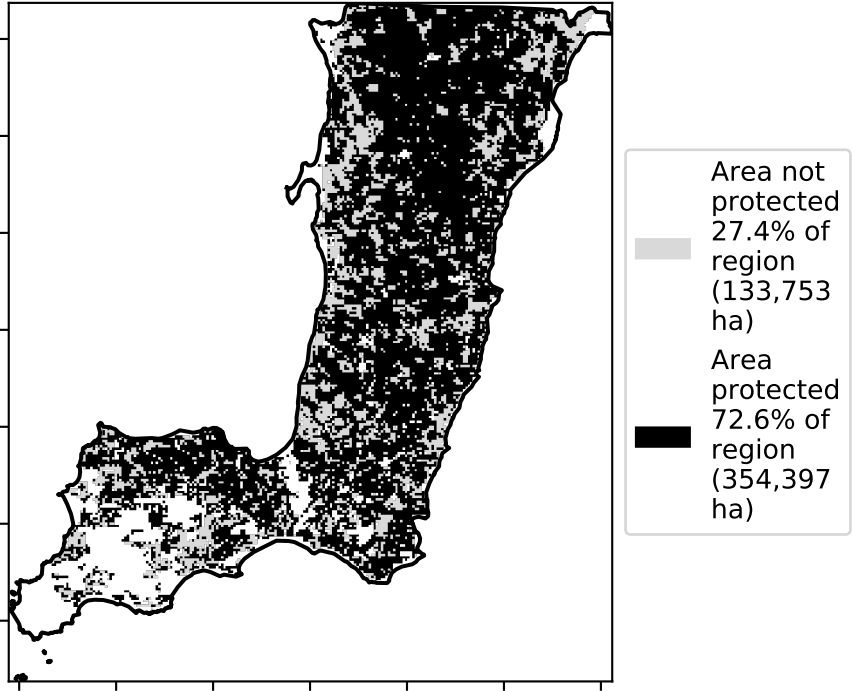 Area not
protected
27.4% of
region
(133,753
ha)
Area
protected
72.6% of
region
(354,397
ha)